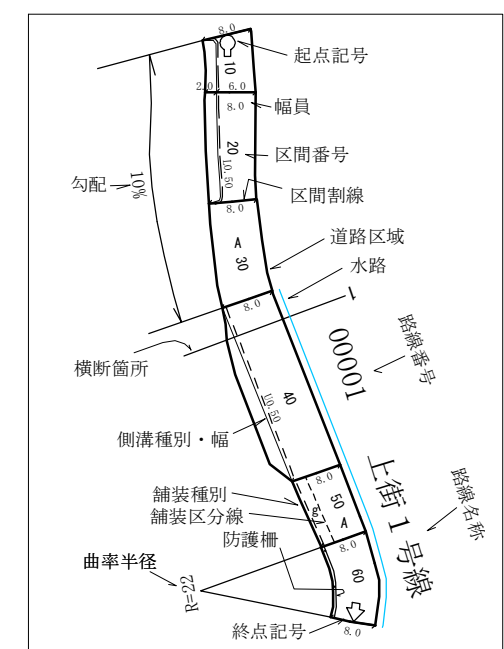 8.0
起点記号
10
2.0
6.0
8.0
幅員
20
区間番号
L0.50
勾配
10%
区間割線
8.0
A
道路区域
30
水路
8.0
1
路線番号
00001
横断箇所
40
U0.50
側溝種別・幅
8.0
舗装種別
50
g
A
舗装区分線
上街1号線
路線名称
防護柵
8.0
曲率半径
60
R=22
終点記号
8.0